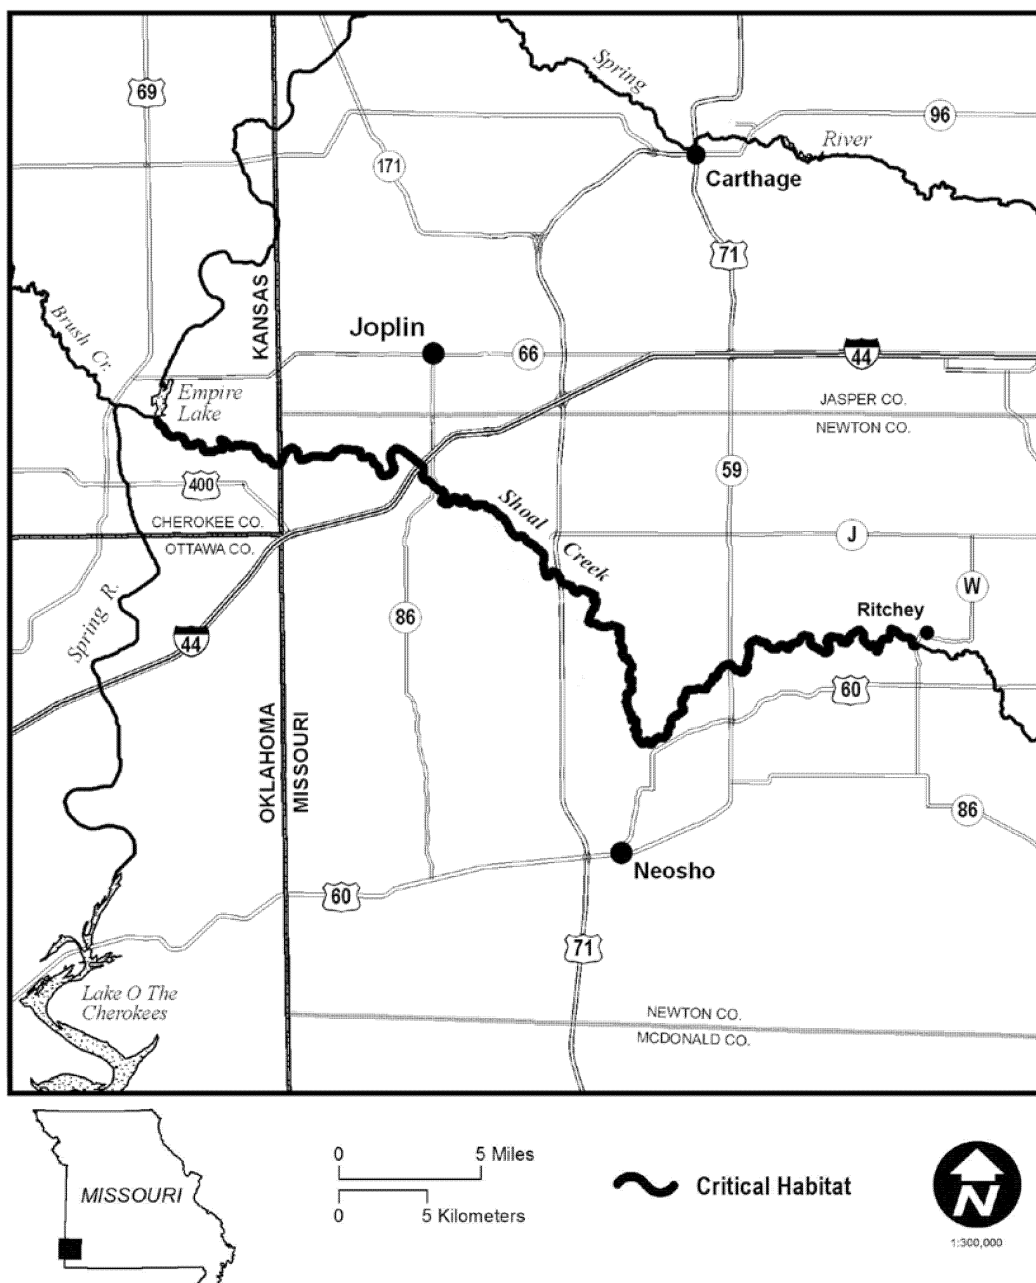 Spring
69
96
River
171
Carthage
71
KANSAS
Brush Cr.
Joplin
66
44
Empire
Lake
JASPER CO.
NEWTON CO.
59
400
Shoal
Creek
CHEROKEE CO.
OTTAWA CO.
J
W
86
Ritchey
Spring R.
44
60
OKLAHOMA
MISSOURI
86
Neosho
60
71
Lake O The
Cherokees
NEWTON CO.
MCDONALD CO.
MISSOURI
0 5 Miles
0 5 Kilometers
Critical Habitat
N
1:300,000